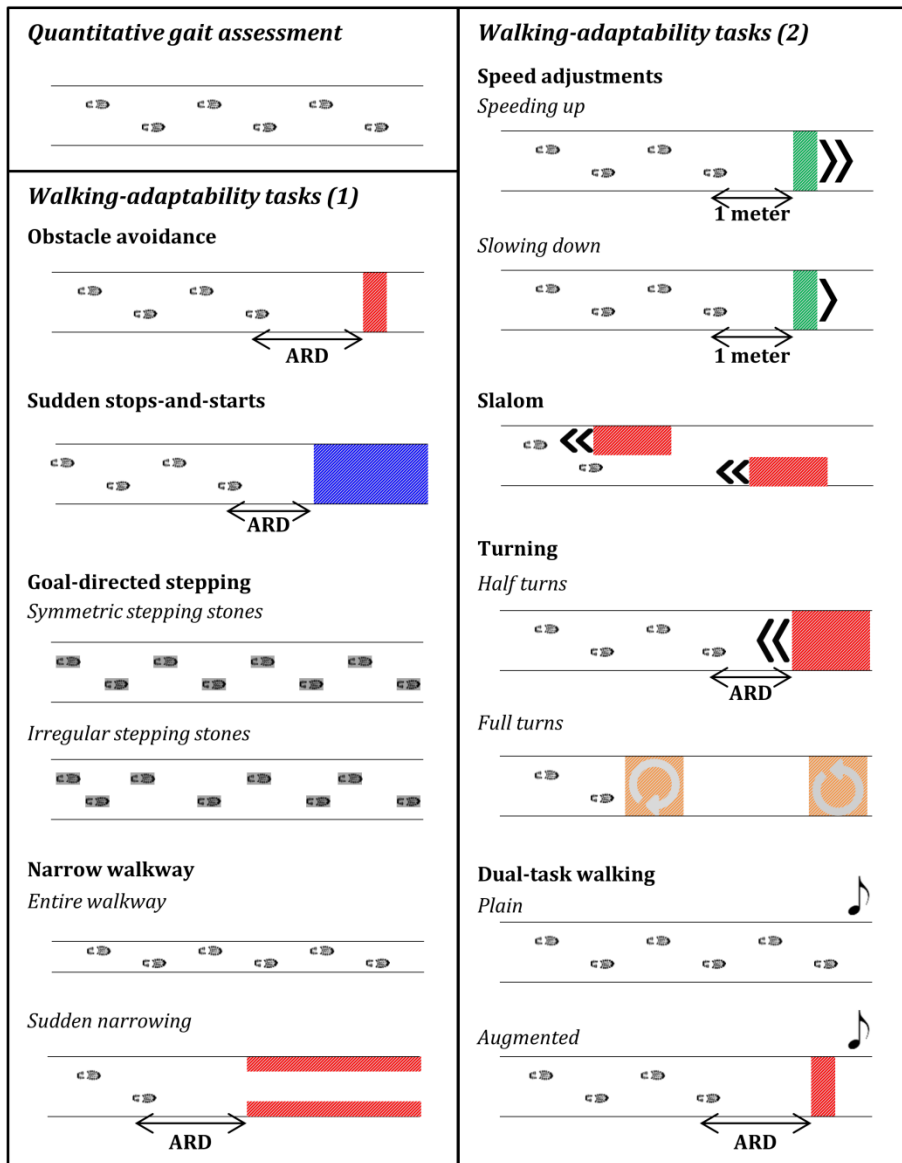 Quantitative gait assessment
Walking-adaptability tasks (1)
Obstacle avoidance
ARD
Sudden stops-and-starts
ARD
Goal-directed stepping
Symmetric stepping stones
Irregular stepping stones
Narrow walkway
Entire walkway
Sudden narrowing
ARD
Walking-adaptability tasks (2)
Speed adjustments
Speeding up
1 meter
Slowing down
1 meter
Slalom
Turning
Half turns
ARD
Full turns
Dual-task walking
Plain
Augmented
ARD